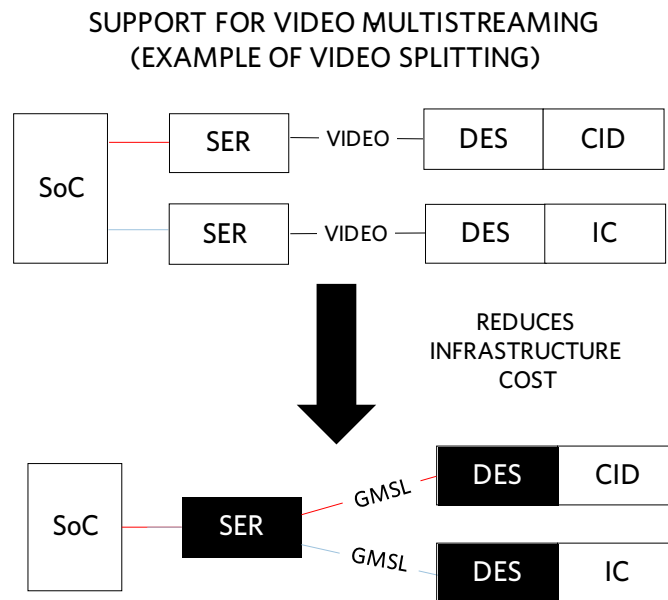 SUPPORT FOR VIDEO MULTISTREAMING
(EXAMPLE OF VIDEO SPLITTING)
SoC
SER
VIDEO
DES
CID
SER
VIDEO
DES
IC
REDUCES
INFRASTRUCTURE
COST
SoC
SER
GMSL
DES
CID
GMSL
DES
IC